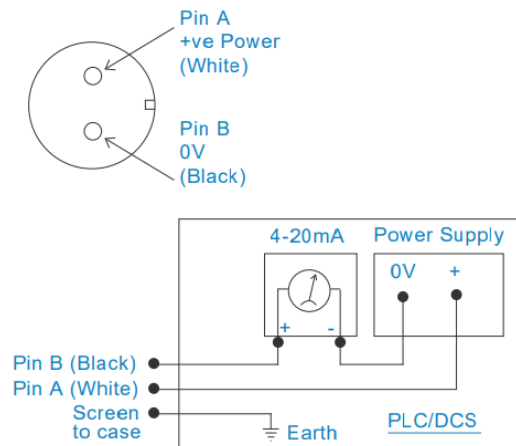 Pin A
+ve Power
(White)
Pin B
0V
(Black)
4-20mA
Power Supply
0V +
+ -
Pin B (Black)
Pin A (White)
Screen
to case
Earth
PLC/DCS